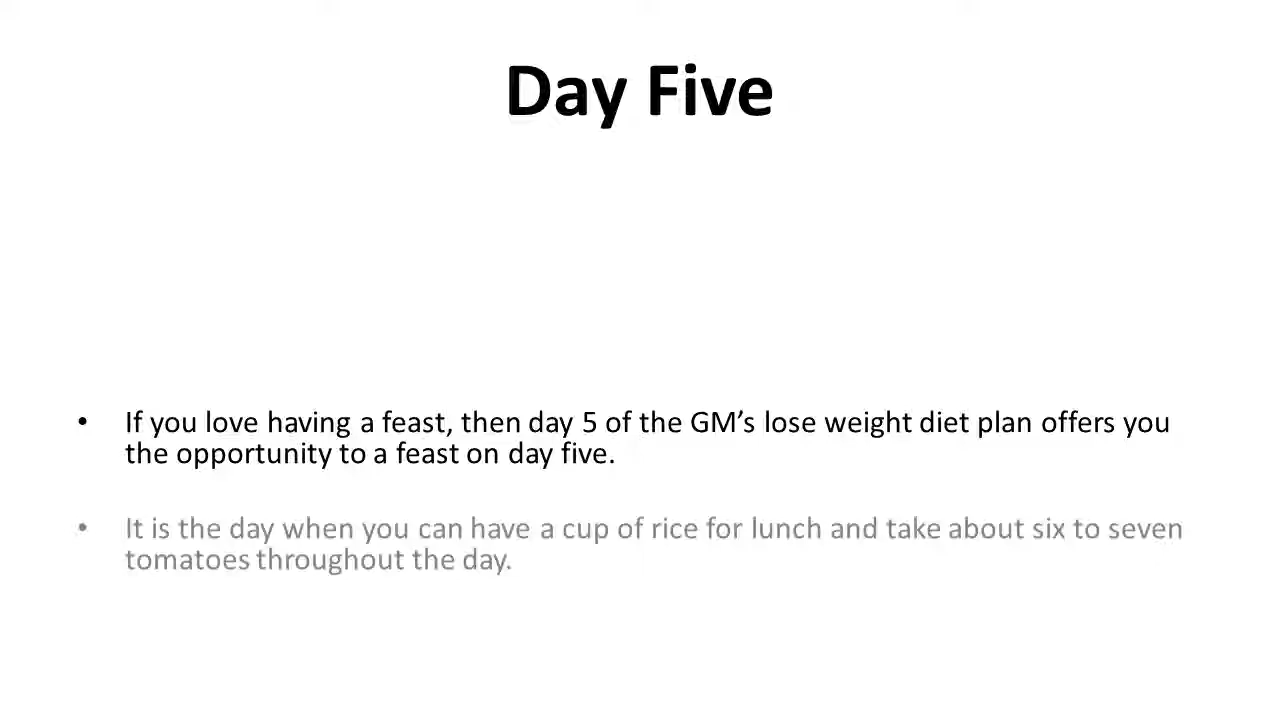 Day Five
• If you love having a feast, then day 5 of the GM’s lose weight diet plan offers you
the opportunity to a feast on day five.
• It is the day when you can have a cup of rice for lunch and take about six to seven
tomatoes throughout the day.